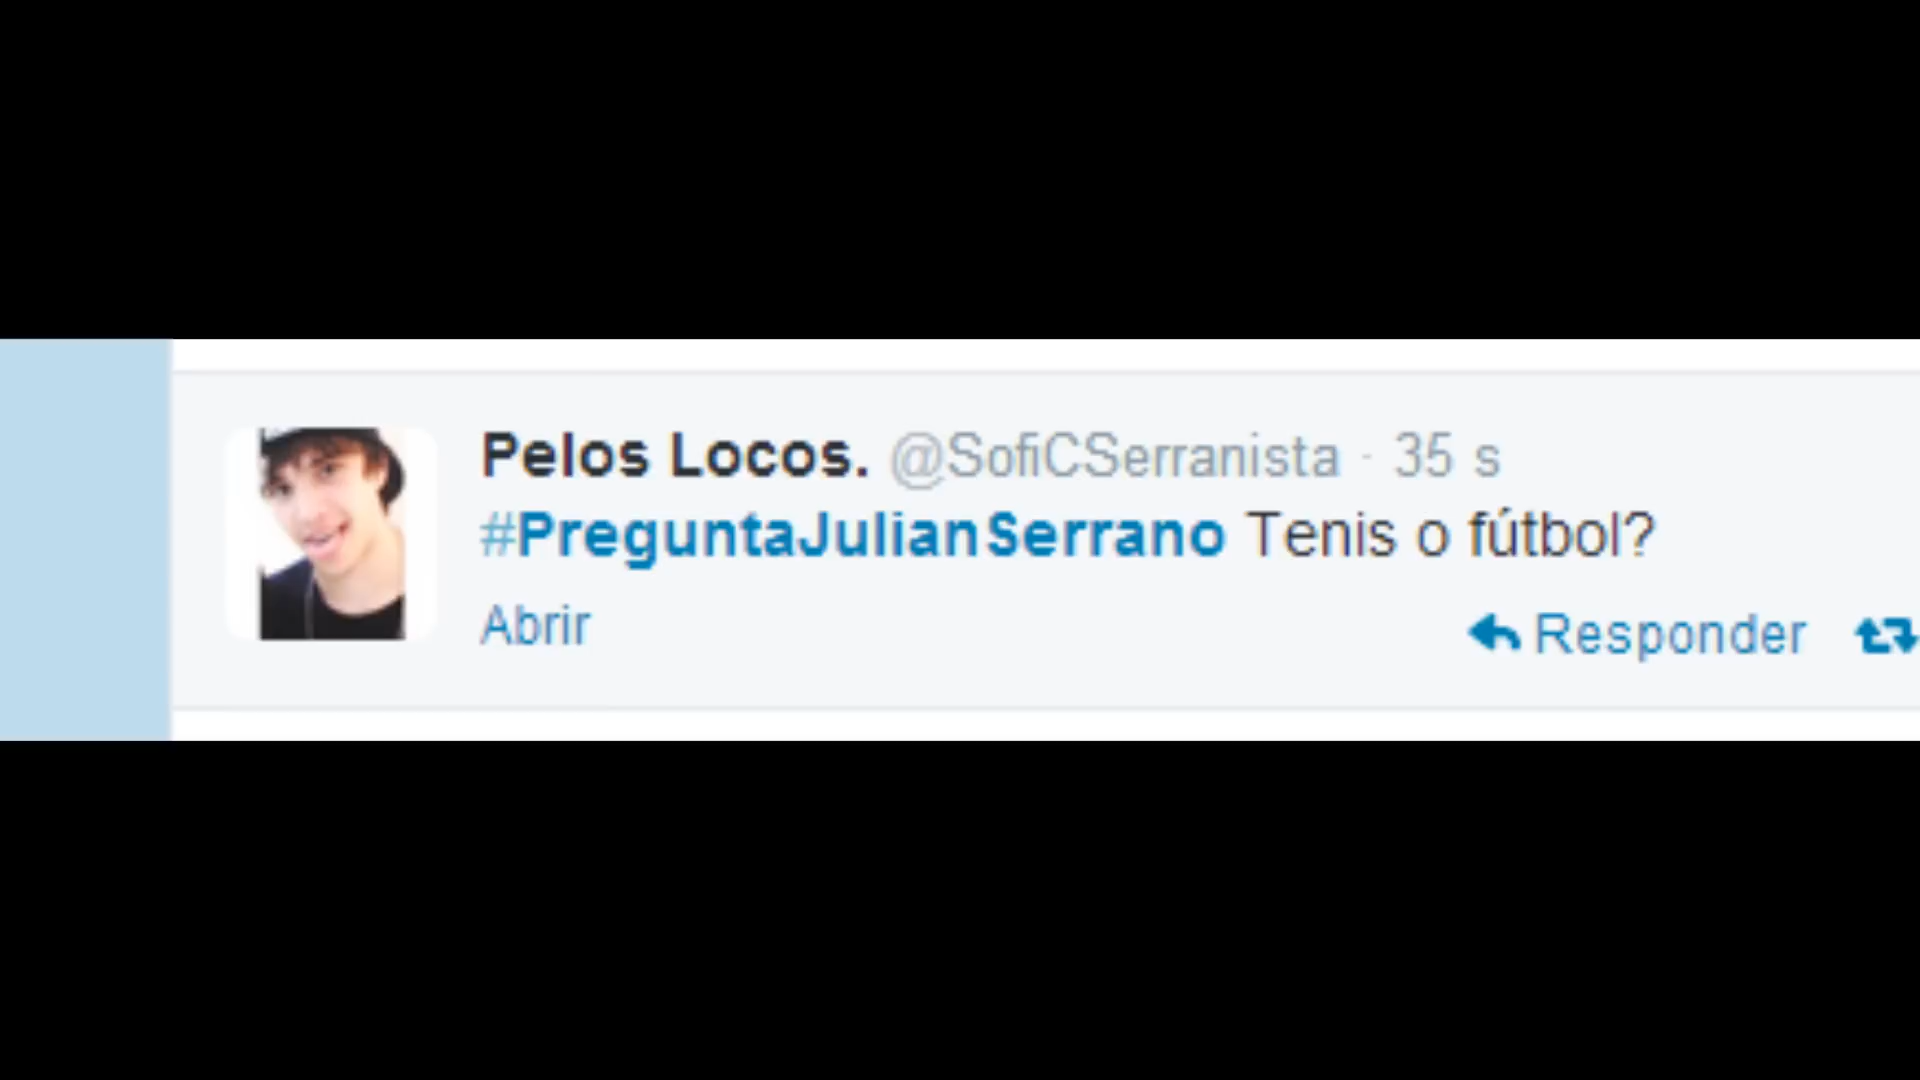 Pelos Locos. @SofiCSerranista · 35 s
#PreguntaJulianSerrano Tenis o fútbol?
Abrir Responder